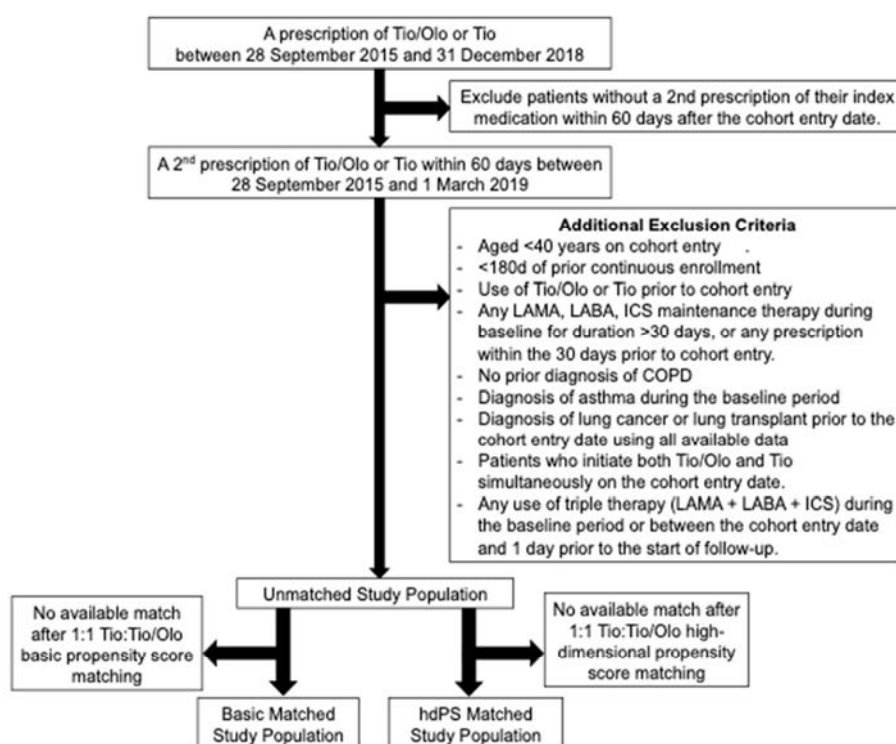 A prescription of Tio/Olo or Tio
between 28 September 2015 and 31 December 2018
Exclude patients without a 2nd prescription of their index
medication within 60 days after the cohort entry date.
A 2nd prescription of Tio/Olo or Tio within 60 days between
28 September 2015 and 1 March 2019
Additional Exclusion Criteria
- Aged <40 years on cohort entry .
- <180d of prior continuous enrollment
- Use of Tio/Olo or Tio prior to cohort entry
- Any LAMA, LABA, ICS maintenance therapy during
baseline for duration >30 days, or any prescription
within the 30 days prior to cohort entry.
- No prior diagnosis of COPD
- Diagnosis of asthma during the baseline period
- Diagnosis of lung cancer or lung transplant prior to the
cohort entry date using all available data
- Patients who initiate both Tio/Olo and Tio
simultaneously on the cohort entry date.
- Any use of triple therapy (LAMA + LABA + ICS) during
the baseline period or between the cohort entry date
and 1 day prior to the start of follow-up.
Unmatched Study Population
No available match
after 1:1 Tio:Tio/Olo
basic propensity score
matching
No available match after
1:1 Tio:Tio/Olo high-
dimensional propensity
score matching
Basic Matched
Study Population
hdPS Matched
Study Population